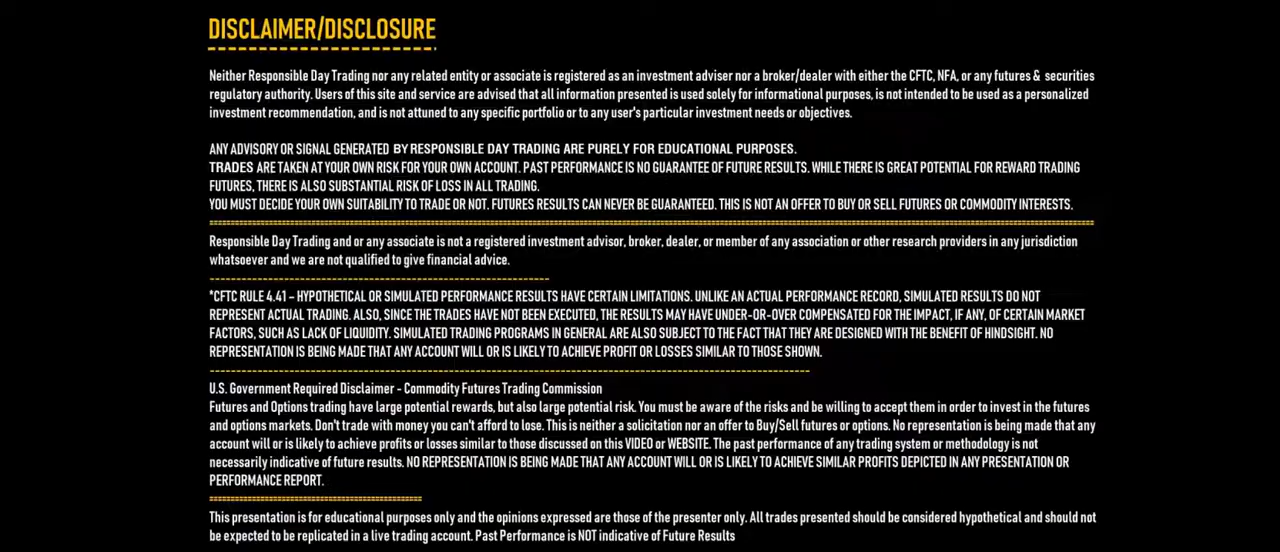 DISCLAIMER/DISCLOSURE
Neither Responsible Day Trading nor any related entity or associate is registered as an investment adviser nor a broker/dealer with either the CFTC, NFA, or any futures & securities
regulatory authority. Users of this site and service are advised that all information presented is used solely for informational purposes, is not intended to be used as a personalized
investment recommendation, and is not attuned to any specific portfolio or to any user's particular investment needs or objectives.
ANY ADVISORY OR SIGNAL GENERATED BY RESPONSIBLE DAY TRADING ARE PURELY FOR EDUCATIONAL PURPOSES.
TRADES ARE TAKEN AT YOUR OWN RISK FOR YOUR OWN ACCOUNT. PAST PERFORMANCE IS NO GUARANTEE OF FUTURE RESULTS. WHILE THERE IS GREAT POTENTIAL FOR REWARD TRADING
FUTURES, THERE IS ALSO SUBSTANTIAL RISK OF LOSS IN ALL TRADING.
YOU MUST DECIDE YOUR OWN SUITABILITY TO TRADE OR NOT. FUTURES RESULTS CAN NEVER BE GUARANTEED. THIS IS NOT AN OFFER TO BUY OR SELL FUTURES OR COMMODITY INTERESTS.
Responsible Day Trading and or any associate is not a registered investment advisor, broker, dealer, or member of any association or other research providers in any jurisdiction
whatsoever and we are not qualified to give financial advice.
*CFTC RULE 4.41 – HYPOTHETICAL OR SIMULATED PERFORMANCE RESULTS HAVE CERTAIN LIMITATIONS. UNLIKE AN ACTUAL PERFORMANCE RECORD, SIMULATED RESULTS DO NOT
REPRESENT ACTUAL TRADING. ALSO, SINCE THE TRADES HAVE NOT BEEN EXECUTED, THE RESULTS MAY HAVE UNDER-OR-OVER COMPENSATED FOR THE IMPACT, IF ANY, OF CERTAIN MARKET
FACTORS, SUCH AS LACK OF LIQUIDITY. SIMULATED TRADING PROGRAMS IN GENERAL ARE ALSO SUBJECT TO THE FACT THAT THEY ARE DESIGNED WITH THE BENEFIT OF HINDSIGHT. NO
REPRESENTATION IS BEING MADE THAT ANY ACCOUNT WILL OR IS LIKELY TO ACHIEVE PROFIT OR LOSSES SIMILAR TO THOSE SHOWN.
U.S. Government Required Disclaimer - Commodity Futures Trading Commission
Futures and Options trading have large potential rewards, but also large potential risk. You must be aware of the risks and be willing to accept them in order to invest in the futures
and options markets. Don't trade with money you can't afford to lose. This is neither a solicitation nor an offer to Buy/Sell futures or options. No representation is being made that any
account will or is likely to achieve profits or losses similar to those discussed on this VIDEO or WEBSITE. The past performance of any trading system or methodology is not
necessarily indicative of future results. NO REPRESENTATION IS BEING MADE THAT ANY ACCOUNT WILL OR IS LIKELY TO ACHIEVE SIMILAR PROFITS DEPICTED IN ANY PRESENTATION OR
PERFORMANCE REPORT.
This presentation is for educational purposes only and the opinions expressed are those of the presenter only. All trades presented should be considered hypothetical and should not
be expected to be replicated in a live trading account. Past Performance is NOT indicative of Future Results